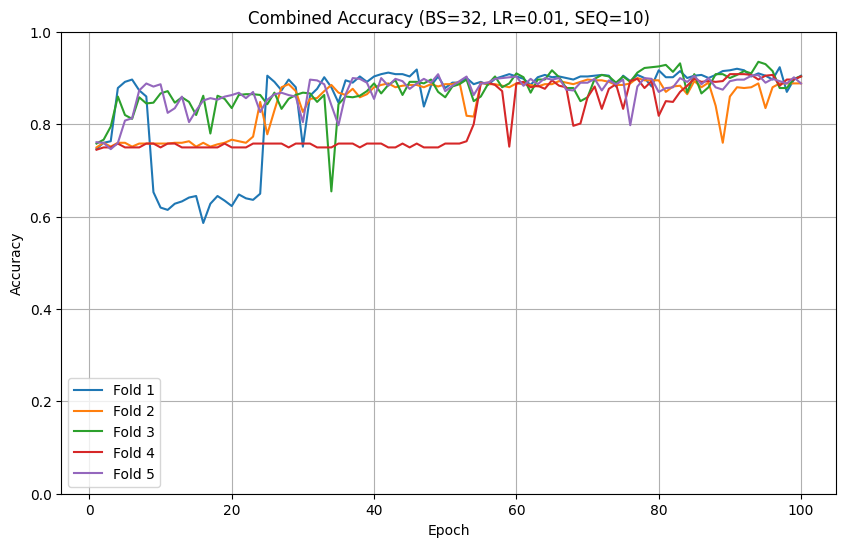 Combined Accuracy (BS=32, LR=0.01, SEQ=10)
1.0
0.8
0.6
0.4
0.2
0.0
Accuracy
Fold 1
Fold 2
Fold 3
Fold 4
Fold 5
0 20 40 60 80 100
Epoch